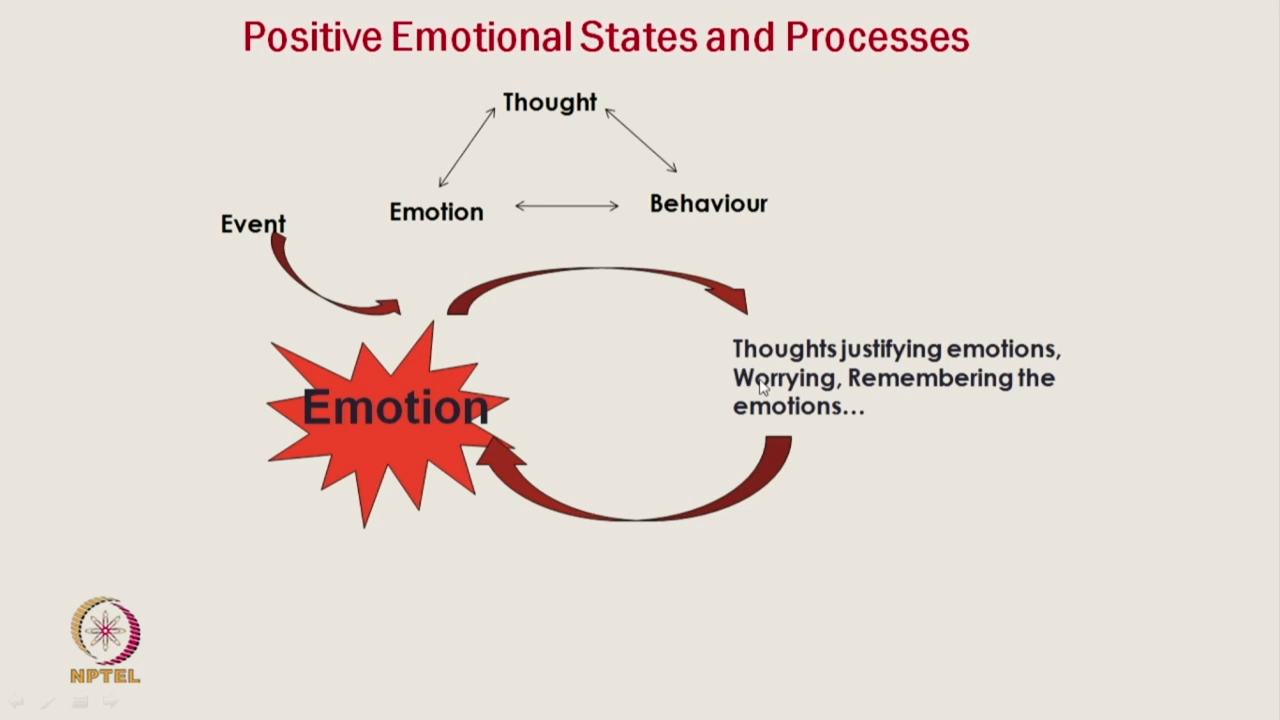 Positive Emotional States and Processes
Thought
Emotion
Behaviour
Event
Emotion
Thoughts justifying emotions,
Worrying, Remembering the
emotions...
NPTEL